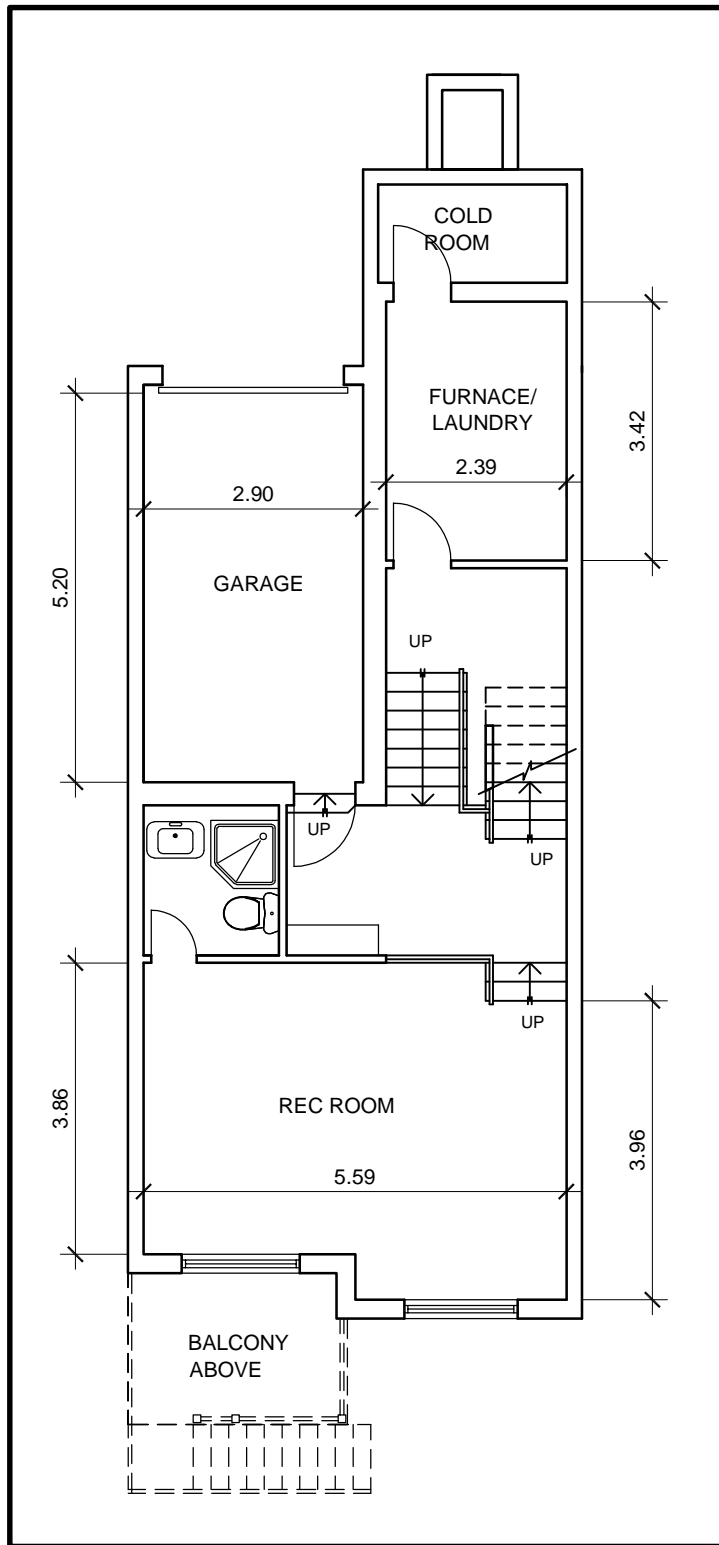 COLD
ROOM
FURNACE/
LAUNDRY
3.42
2.39
2.90
5.20
GARAGE
UP
UP
UP
UP
3.86
REC ROOM
3.96
5.59
BALCONY
ABOVE